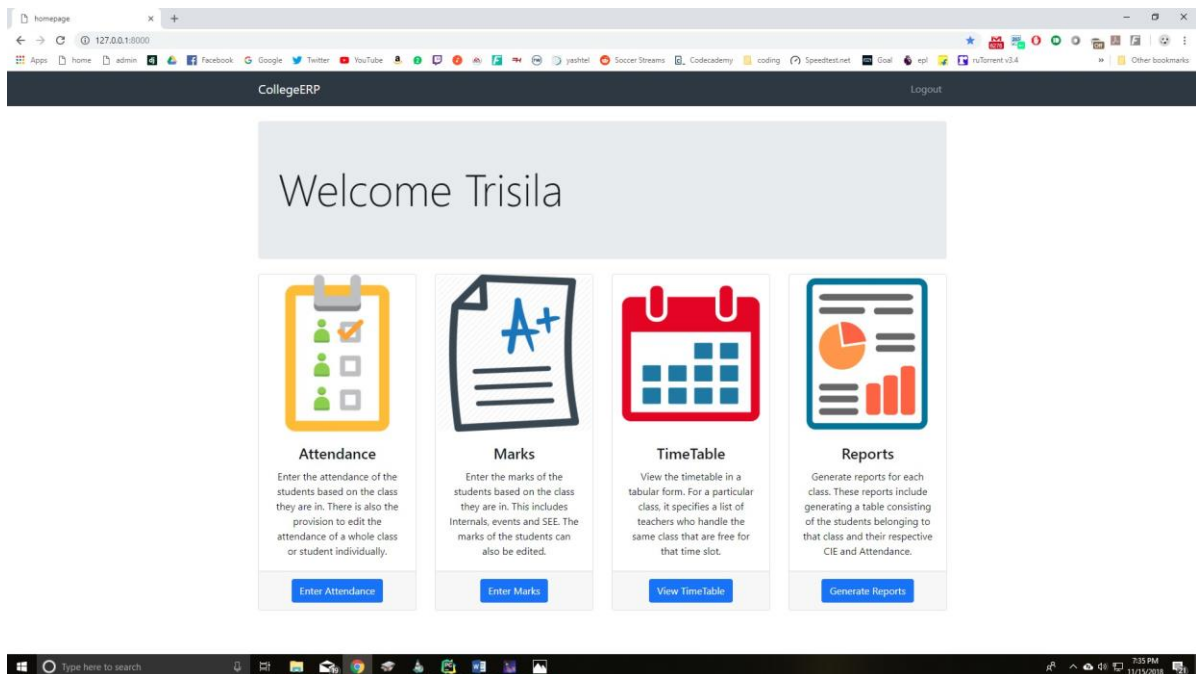 homepage
127.0.0.1:8000
Apps home admin dj Facebook Google Twitter YouTube yashtel Soccer Streams Codecademy coding Speedtest.net Goal epl ruTorrent v3.4 » Other bookmarks
CollegeERP Logout
Welcome Trisila
A+
Attendance
Enter the attendance of the
students based on the class
they are in. There is also the
provision to edit the
attendance of a whole class
or student individually.
Enter Attendance
Marks
Enter the marks of the
students based on the class
they are in. This includes
Internals, events and SEE. The
marks of the students can
also be edited.
Enter Marks
TimeTable
View the timetable in a
tabular form. For a particular
class, it specifies a list of
teachers who handle the
same class that are free for
that time slot.
View TimeTable
Reports
Generate reports for each
class. These reports include
generating a table consisting
of the students belonging to
that class and their respective
CIE and Attendance.
Generate Reports
Type here to search
7:35 PM
11/15/2018